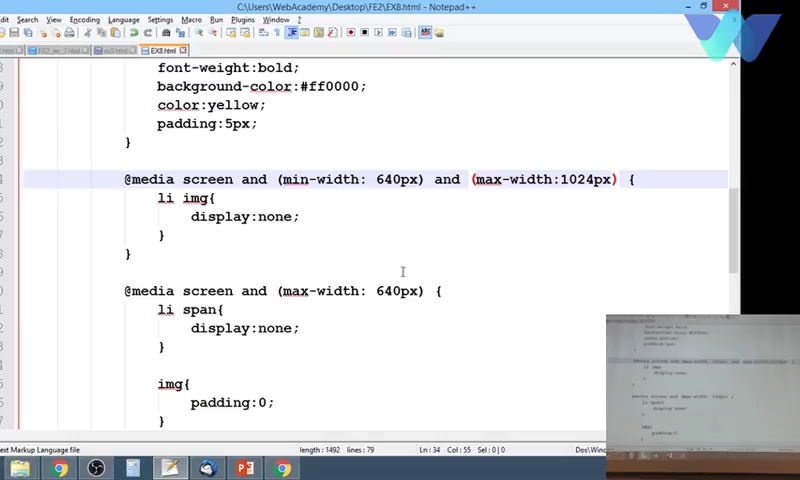 C:\Users\WebAcademy\Desktop\FE2\EX8.html - Notepad++
Search View Encoding Language Settings Macro Run Plugins Window ?
EX8.html
font-weight:bold;
background-color:#ff0000;
color:yellow;
padding:5px;
}
@media screen and (min-width: 640px) and (max-width:1024px) {
li img{
display:none;
}
}
@media screen and (max-width: 640px) {
li span{
display:none;
}
img{
padding:0;
}
ext Markup Language file length : 1492 lines : 79 Ln : 34 Col : 55 Sel : 0 | 0 Dos\Windo